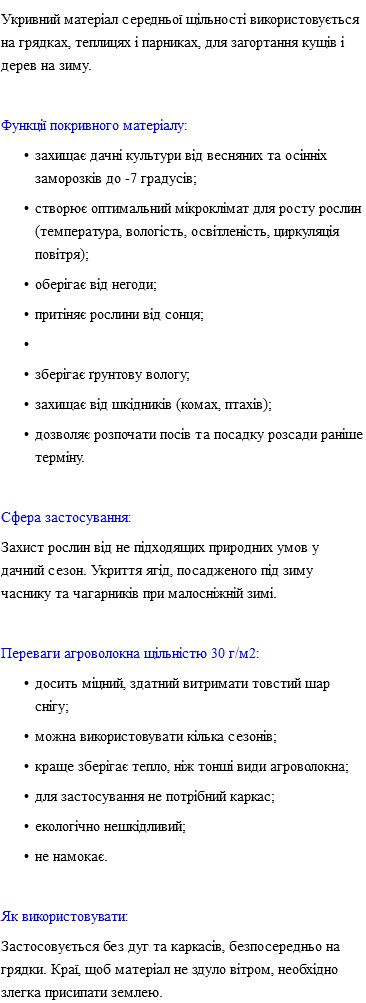 Укривний матеріал середньої щільності використовується
на грядках, теплицях і парниках, для загортання кущів і
дерев на зиму.
Функції покривного матеріалу:
• захищає дачні культури від весняних та осінніх
заморозків до -7 градусів;
• створює оптимальний мікроклімат для росту рослин
(температура, вологість, освітленість, циркуляція
повітря);
• оберігає від негоди;
• притіняє рослини від сонця;
•
• зберігає ґрунтову вологу;
• захищає від шкідників (комах, птахів);
• дозволяє розпочати посів та посадку розсади раніше
терміну.
Сфера застосування:
Захист рослин від не підходящих природних умов у
дачний сезон. Укриття ягід, посадженого під зиму
часнику та чагарників при малосніжній зимі.
Переваги агроволокна щільністю 30 г/м2:
• досить міцний, здатний витримати товстий шар
снігу;
• можна використовувати кілька сезонів;
• краще зберігає тепло, ніж тонші види агроволокна;
• для застосування не потрібний каркас;
• екологічно нешкідливий;
• не намокає.
Як використовувати:
Застосовується без дуг та каркасів, безпосередньо на
грядки. Краї, щоб матеріал не здуло вітром, необхідно
злегка присипати землею.